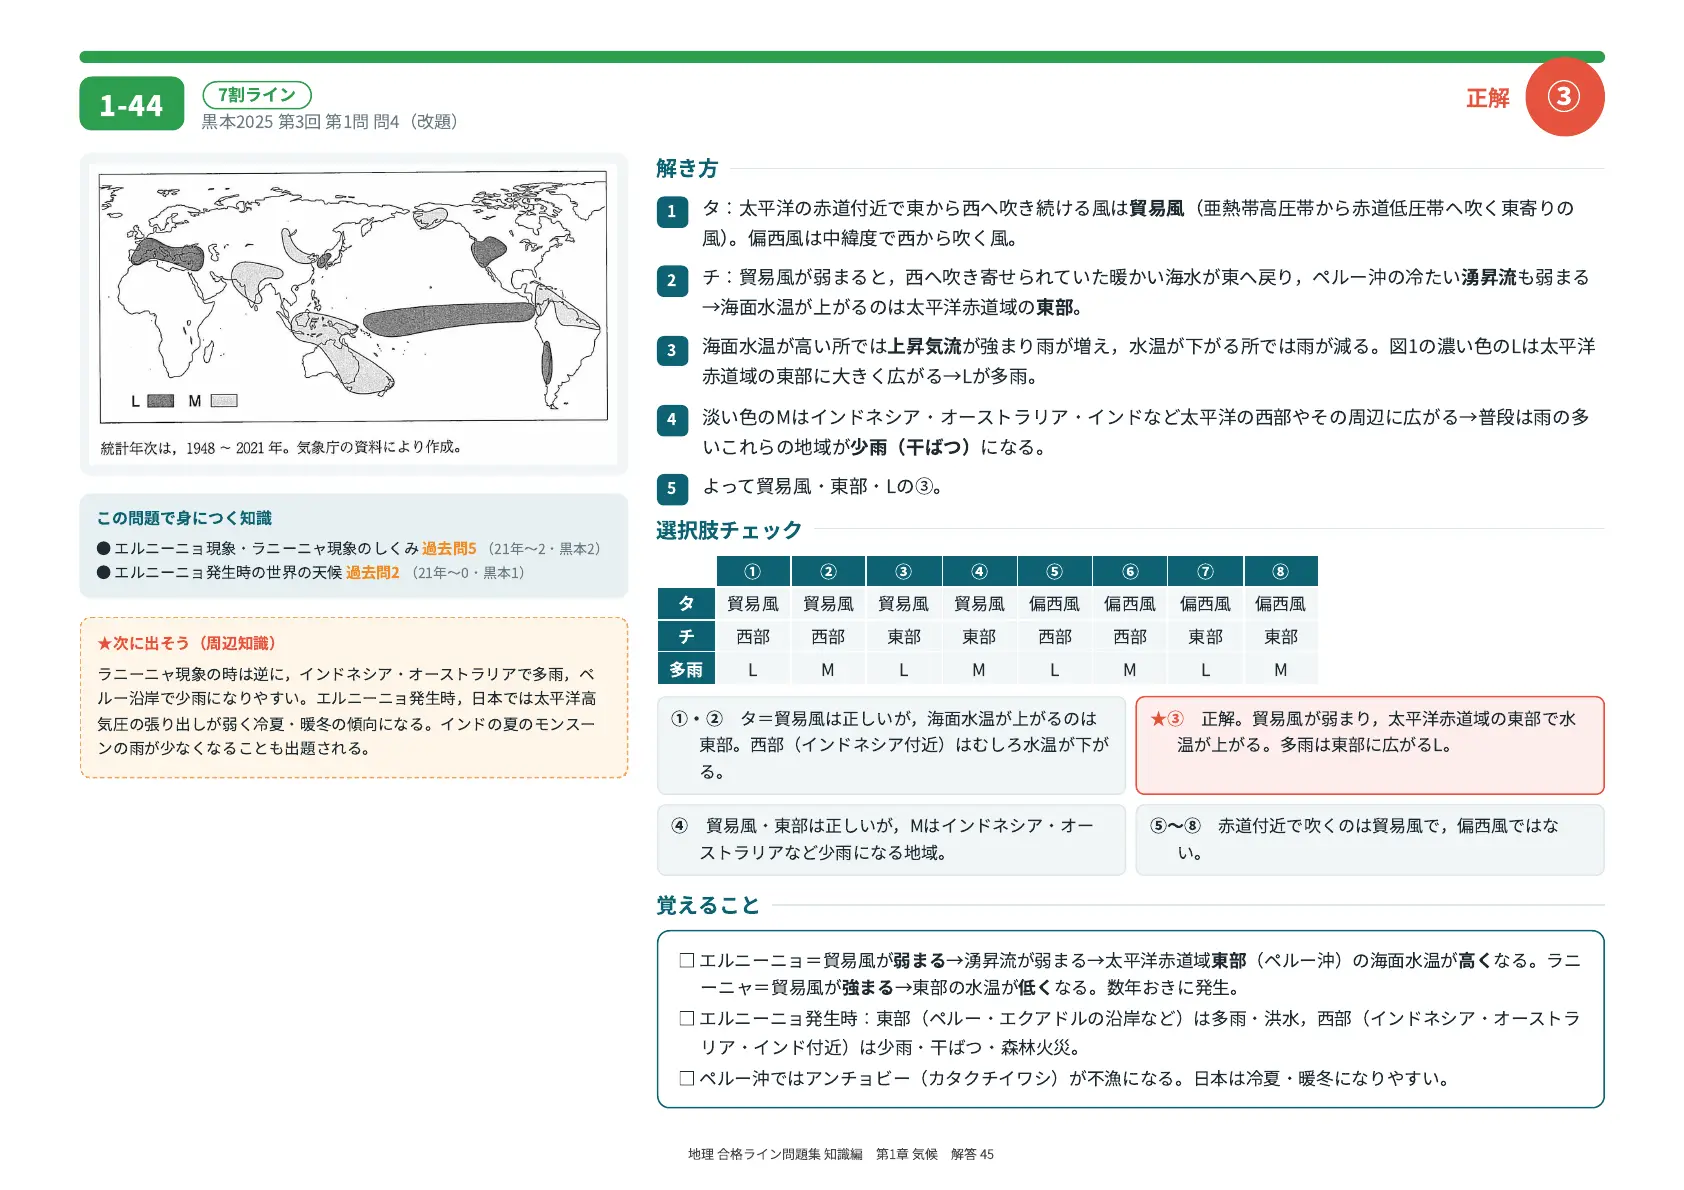 1-44
7割ライン
黒本2025 第3回 第1問 問4（改題）
正解 ③
L M
統計年次は，1948 ～ 2021 年。気象庁の資料により作成。
この問題で身につく知識
● エルニーニョ現象・ラニーニャ現象のしくみ 過去問5 （21年〜2・黒本2）
● エルニーニョ発生時の世界の天候 過去問2 （21年〜0・黒本1）
★次に出そう（周辺知識）
ラニーニャ現象の時は逆に，インドネシア・オーストラリアで多雨，ペ
ルー沿岸で少雨になりやすい。エルニーニョ発生時，日本では太平洋高
気圧の張り出しが弱く冷夏・暖冬の傾向になる。インドの夏のモンスー
ンの雨が少なくなることも出題される。
解き方
1 タ：太平洋の赤道付近で東から西へ吹き続ける風は貿易風（亜熱帯高圧帯から赤道低圧帯へ吹く東寄りの
風）。偏西風は中緯度で西から吹く風。
2 チ：貿易風が弱まると，西へ吹き寄せられていた暖かい海水が東へ戻り，ペルー沖の冷たい湧昇流も弱まる
→海面水温が上がるのは太平洋赤道域の東部。
3 海面水温が高い所では上昇気流が強まり雨が増え，水温が下がる所では雨が減る。図1の濃い色のLは太平洋
赤道域の東部に大きく広がる→Lが多雨。
4 淡い色のMはインドネシア・オーストラリア・インドなど太平洋の西部やその周辺に広がる→普段は雨の多
いこれらの地域が少雨（干ばつ）になる。
5 よって貿易風・東部・Lの③。
選択肢チェック
① ② ③ ④ ⑤ ⑥ ⑦ ⑧
タ 貿易風 貿易風 貿易風 貿易風 偏西風 偏西風 偏西風 偏西風
チ 西部 西部 東部 東部 西部 西部 東部 東部
多雨 L M L M L M L M
①・② タ＝貿易風は正しいが，海面水温が上がるのは
東部。西部（インドネシア付近）はむしろ水温が下が
る。
★③ 正解。貿易風が弱まり，太平洋赤道域の東部で水
温が上がる。多雨は東部に広がるL。
④ 貿易風・東部は正しいが，Mはインドネシア・オー
ストラリアなど少雨になる地域。
⑤〜⑧ 赤道付近で吹くのは貿易風で，偏西風ではな
い。
覚えること
□ エルニーニョ＝貿易風が弱まる→湧昇流が弱まる→太平洋赤道域東部（ペルー沖）の海面水温が高くなる。ラニ
ーニャ＝貿易風が強まる→東部の水温が低くなる。数年おきに発生。
□ エルニーニョ発生時：東部（ペルー・エクアドルの沿岸など）は多雨・洪水，西部（インドネシア・オーストラ
リア・インド付近）は少雨・干ばつ・森林火災。
□ ペルー沖ではアンチョビー（カタクチイワシ）が不漁になる。日本は冷夏・暖冬になりやすい。
地理 合格ライン問題集 知識編 第1章 気候 解答 45